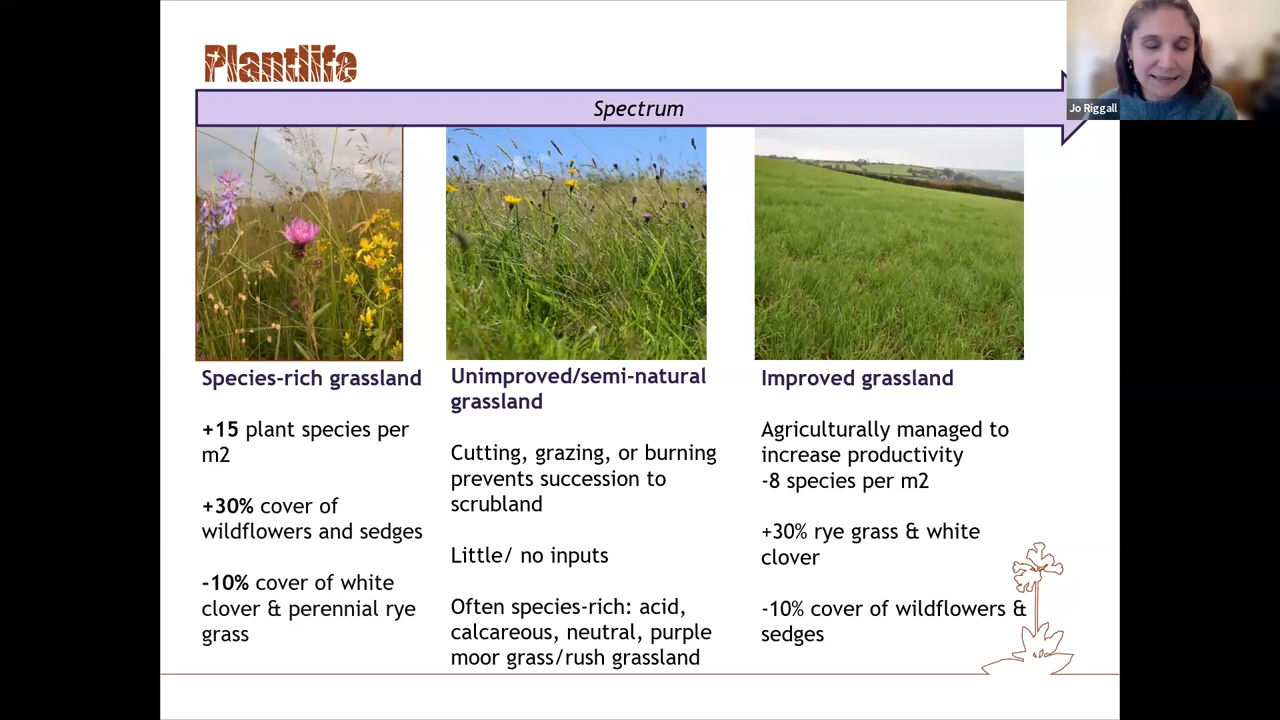 Plantlife
Spectrum
Jo Riggall
Species-rich grassland
+15 plant species per
m2
+30% cover of
wildflowers and sedges
-10% cover of white
clover & perennial rye
grass
Unimproved/semi-natural
grassland
Cutting, grazing, or burning
prevents succession to
scrubland
Little/ no inputs
Often species-rich: acid,
calcareous, neutral, purple
moor grass/rush grassland
Improved grassland
Agriculturally managed to
increase productivity
-8 species per m2
+30% rye grass & white
clover
-10% cover of wildflowers &
sedges